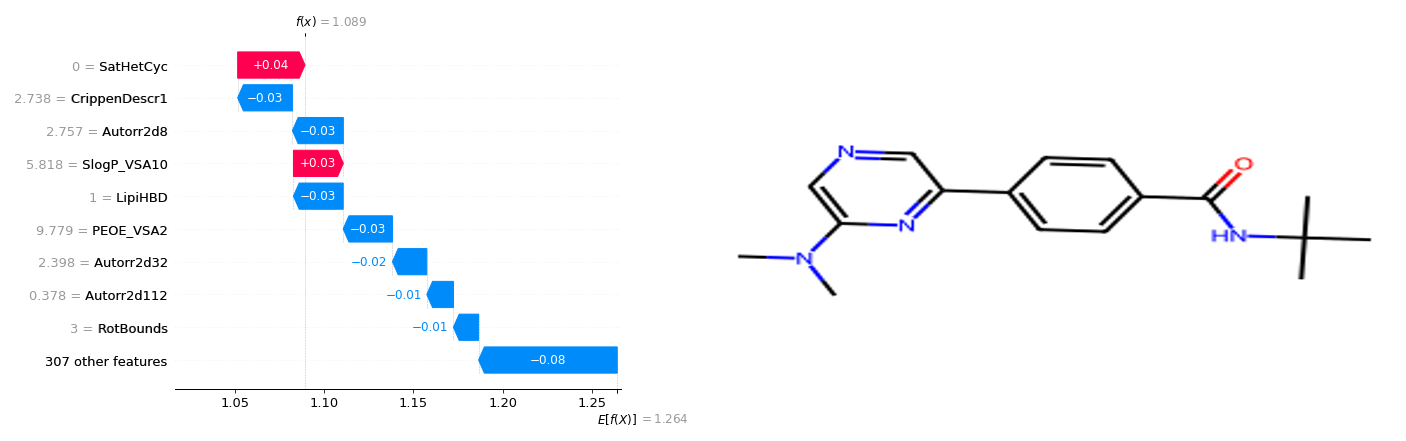 f(x) = 1.089
0 = SatHetCyc
+0.04
2.738 = CrippenDescr1
−0.03
2.757 = Autorr2d8
−0.03
5.818 = SlogP_VSA10
+0.03
1 = LipiHBD
−0.03
9.779 = PEOE_VSA2
−0.03
2.398 = Autorr2d32
−0.02
0.378 = Autorr2d112
−0.01
3 = RotBounds
−0.01
307 other features
−0.08
1.05 1.10 1.15 1.20 1.25
E[f(X)] = 1.264
N
N
N
O
HN